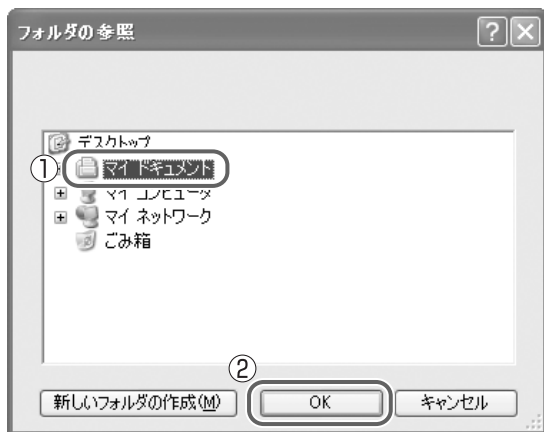 フォルダの参照
デスクトップ
① マイ ドキュメント
マイ コンピュータ
マイ ネットワーク
ごみ箱
②
新しいフォルダの作成(M) OK キャンセル